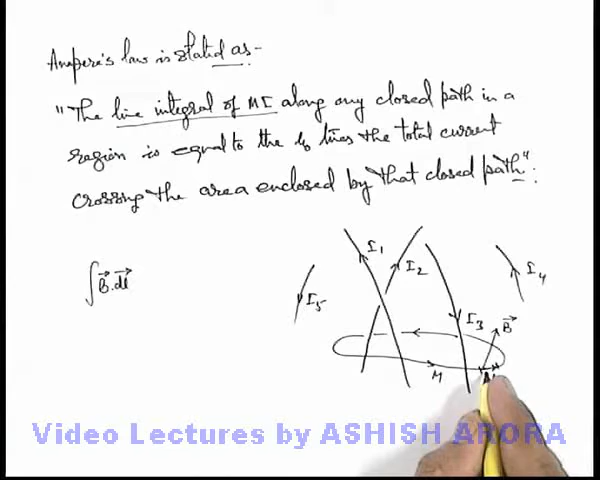 Ampere's law is stated as -
"The line integral of MI along any closed path in a
region is equal to the μ₀ times the total current
crossing the area enclosed by that closed path".
I₁
I₂
I₄
∫B⃗.dl⃗
I₅
I₃
B⃗
M
Video Lectures by ASHISH ARORA